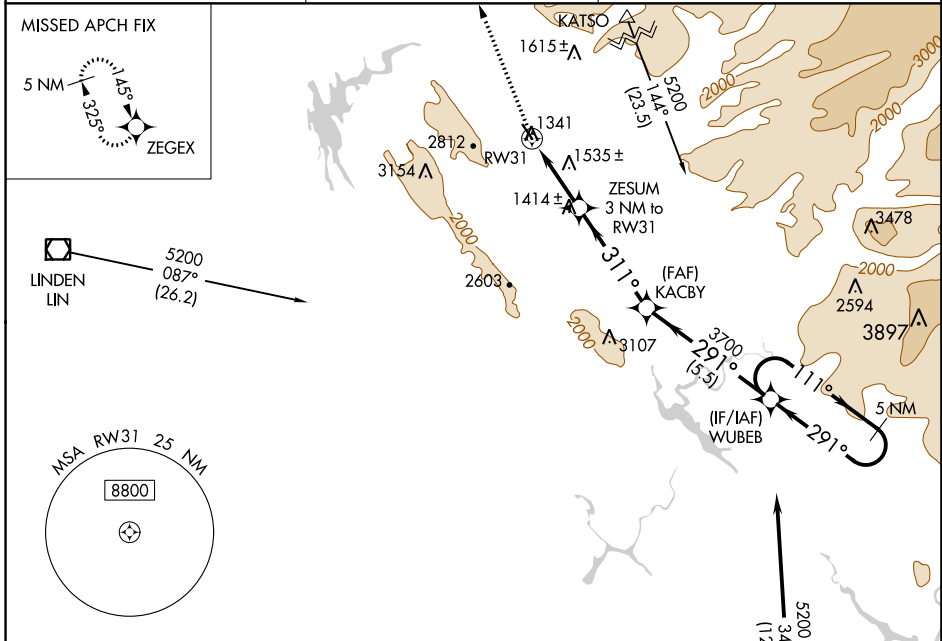 MISSED APCH FIX
5 NM
145°
325°
ZEGEX
KATSO
1615±
5200
144°
(23.5)
2000
3000
2000
1341
RW31
2812
3154
1535±
1414±
ZESUM
3 NM to
RW31
3478
2000
LINDEN
LIN
5200
087°
(26.2)
2000
2603
311°
(FAF)
KACBY
2594
3897
2000
3107
3700
291°
(5.5)
111°
5 NM
(IF/IAF)
WUBEB
291°
MSA RW31 25 NM
8800
5200